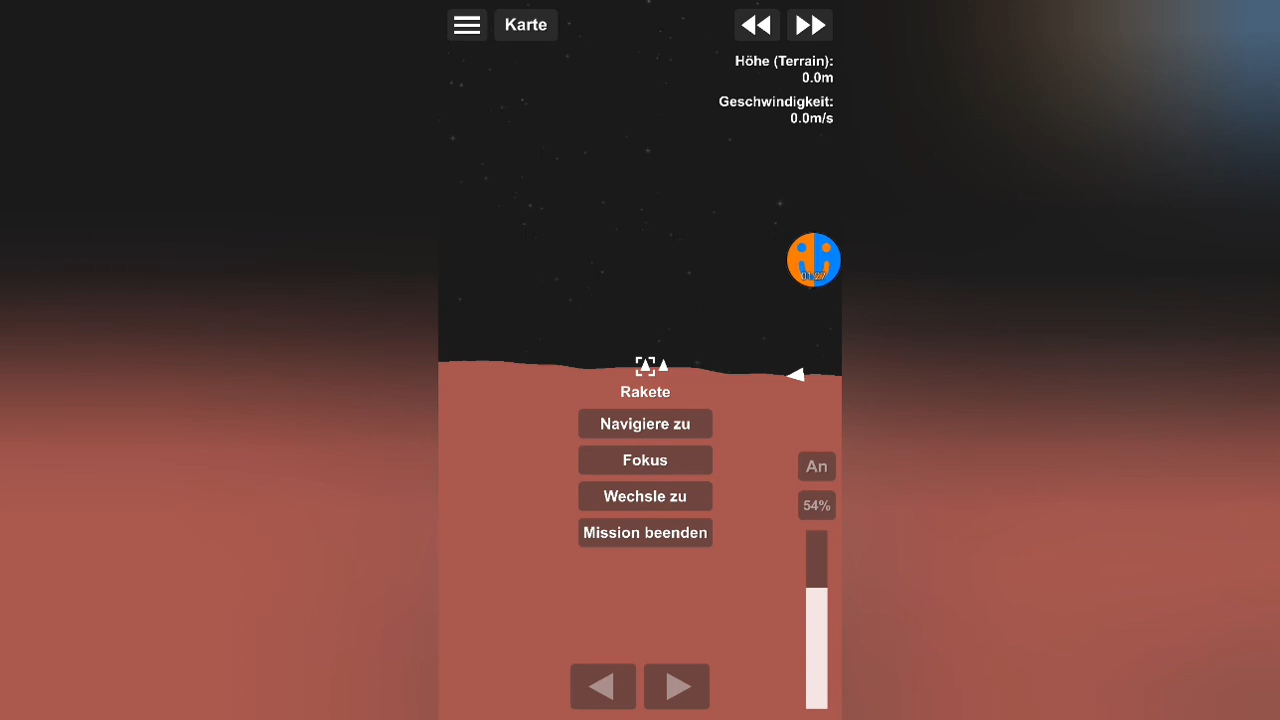 Karte
Höhe (Terrain):
0.0m
Geschwindigkeit:
0.0m/s
Rakete
Navigiere zu
Fokus
Wechsle zu
Mission beenden
An
54%